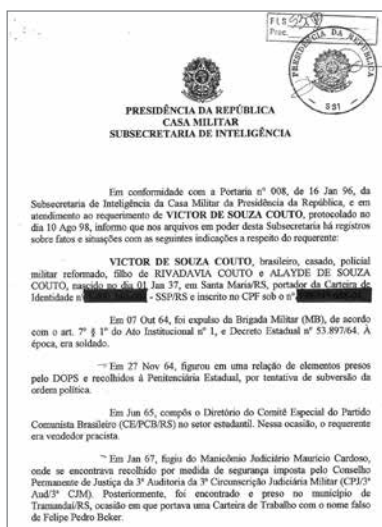 FLS
Proc.
PRESIDÊNCIA DA REPÚBLICA
SSI
PRESIDÊNCIA DA REPÚBLICA
CASA MILITAR
SUBSECRETARIA DE INTELIGÊNCIA
Em conformidade com a Portaria nº 008, de 16 Jan 96, da
Subsecretaria de Inteligência da Casa Militar da Presidência da República, e em
atendimento ao requerimento de VICTOR DE SOUZA COUTO, protocolado no
dia 10 Ago 98, informo que nos arquivos em poder desta Subsecretaria há registros
sobre fatos e situações com as seguintes indicações a respeito do requerente:
VICTOR DE SOUZA COUTO, brasileiro, casado, policial
militar reformado, filho de RIVADAVIA COUTO e ALAYDE DE SOUZA
COUTO, nascido no dia 01 Jan 37, em Santa Maria/RS, portador da Carteira de
Identidade nº - SSP/RS e inscrito no CPF sob o nº
Em 07 Out 64, foi expulso da Brigada Militar (MB), de acordo
com o art. 7º § 1º do Ato Institucional nº 1, e Decreto Estadual nº 53.897/64. À
época, era soldado.
Em 27 Nov 64, figurou em uma relação de elementos presos
pelo DOPS e recolhidos à Penitenciária Estadual, por tentativa de subversão da
ordem política.
Em Jun 65, compôs o Diretório do Comitê Especial do Partido
Comunista Brasileiro (CE/PCB/RS) no setor estudantil. Nessa ocasião, o requerente
era vendedor pracista.
Em Jan 67, fugiu do Manicômio Judiciário Maurício Cardoso,
onde se encontrava recolhido por medida de segurança imposta pelo Conselho
Permanente de Justiça da 3ª Auditoria da 3ª Circunscrição Judiciária Militar (CPJ/3ª
Aud/3ª CJM). Posteriormente, foi encontrado e preso no município de
Tramandaí/RS, ocasião em que portava uma Carteira de Trabalho com o nome falso
de Felipe Pedro Beker.